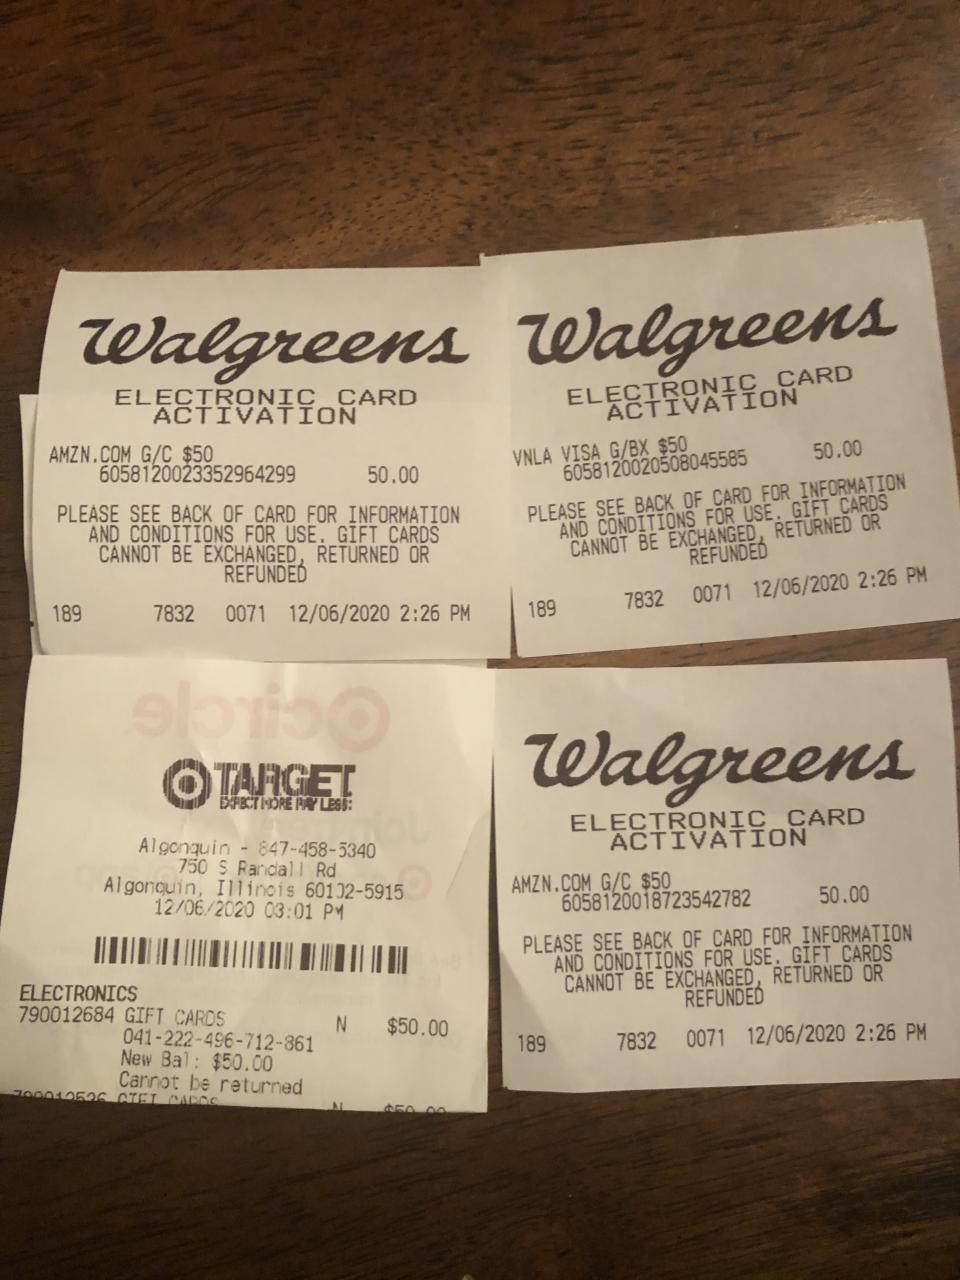 Walgreens
ELECTRONIC CARD
ACTIVATION
AMZN.COM G/C $50
6058120023352964299 50.00
PLEASE SEE BACK OF CARD FOR INFORMATION
AND CONDITIONS FOR USE. GIFT CARDS
CANNOT BE EXCHANGED, RETURNED OR
REFUNDED
189 7832 0071 12/06/2020 2:26 PM
Walgreens
ELECTRONIC CARD
ACTIVATION
VNLA VISA G/BX $50
6058120020508045585 50.00
PLEASE SEE BACK OF CARD FOR INFORMATION
AND CONDITIONS FOR USE. GIFT CARDS
CANNOT BE EXCHANGED, RETURNED OR
REFUNDED
189 7832 0071 12/06/2020 2:26 PM
circle
TARGET
EXPECT MORE PAY LESS:
Algonquin - 847-458-5340
750 S Randall Rd
Algonquin, Illinois 60102-5915
12/06/2020 03:01 PM
ELECTRONICS
790012684 GIFT CARDS N $50.00
041-222-496-712-861
New Bal: $50.00
Cannot be returned
790012526 GIFT CARDS N $50.00
Walgreens
ELECTRONIC CARD
ACTIVATION
AMZN.COM G/C $50
6058120018723542782 50.00
PLEASE SEE BACK OF CARD FOR INFORMATION
AND CONDITIONS FOR USE. GIFT CARDS
CANNOT BE EXCHANGED, RETURNED OR
REFUNDED
189 7832 0071 12/06/2020 2:26 PM